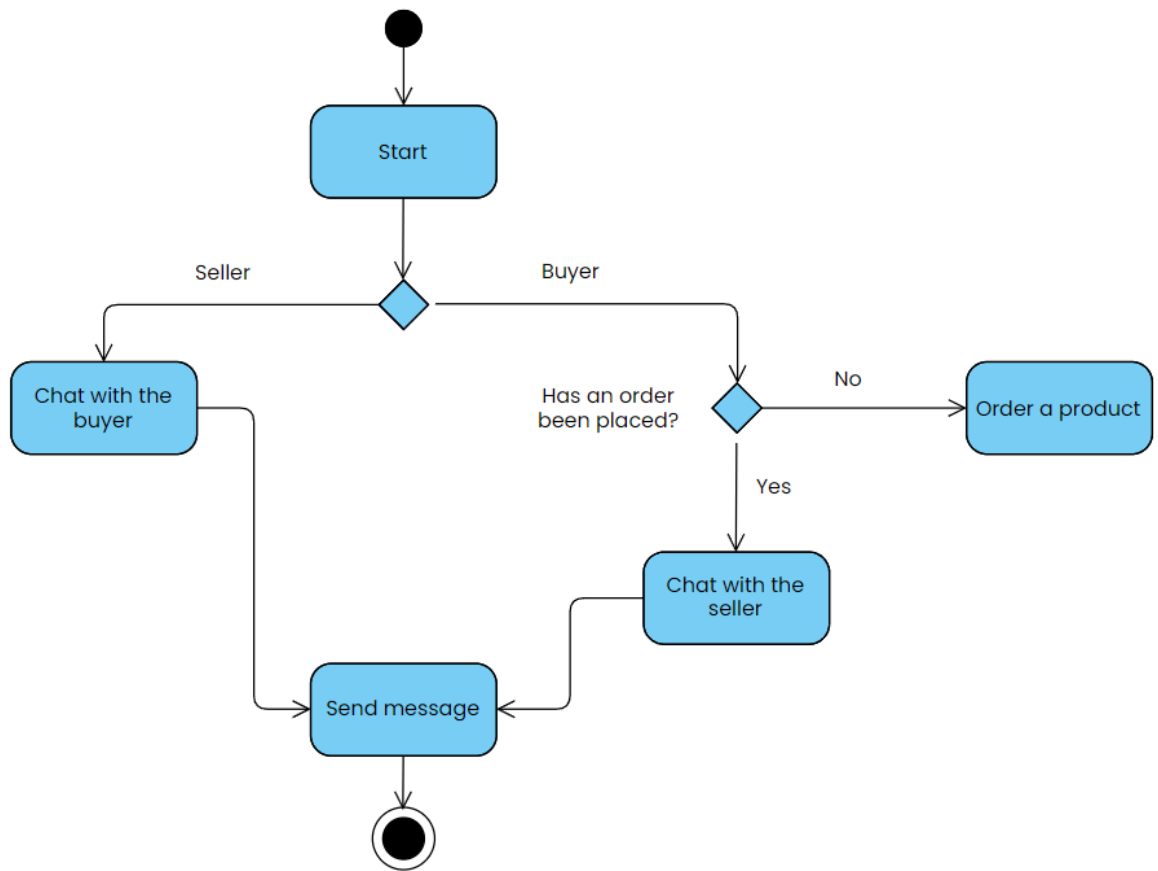 Start
Seller
Buyer
Chat with the
buyer
Has an order
been placed?
No
Order a product
Yes
Chat with the
seller
Send message